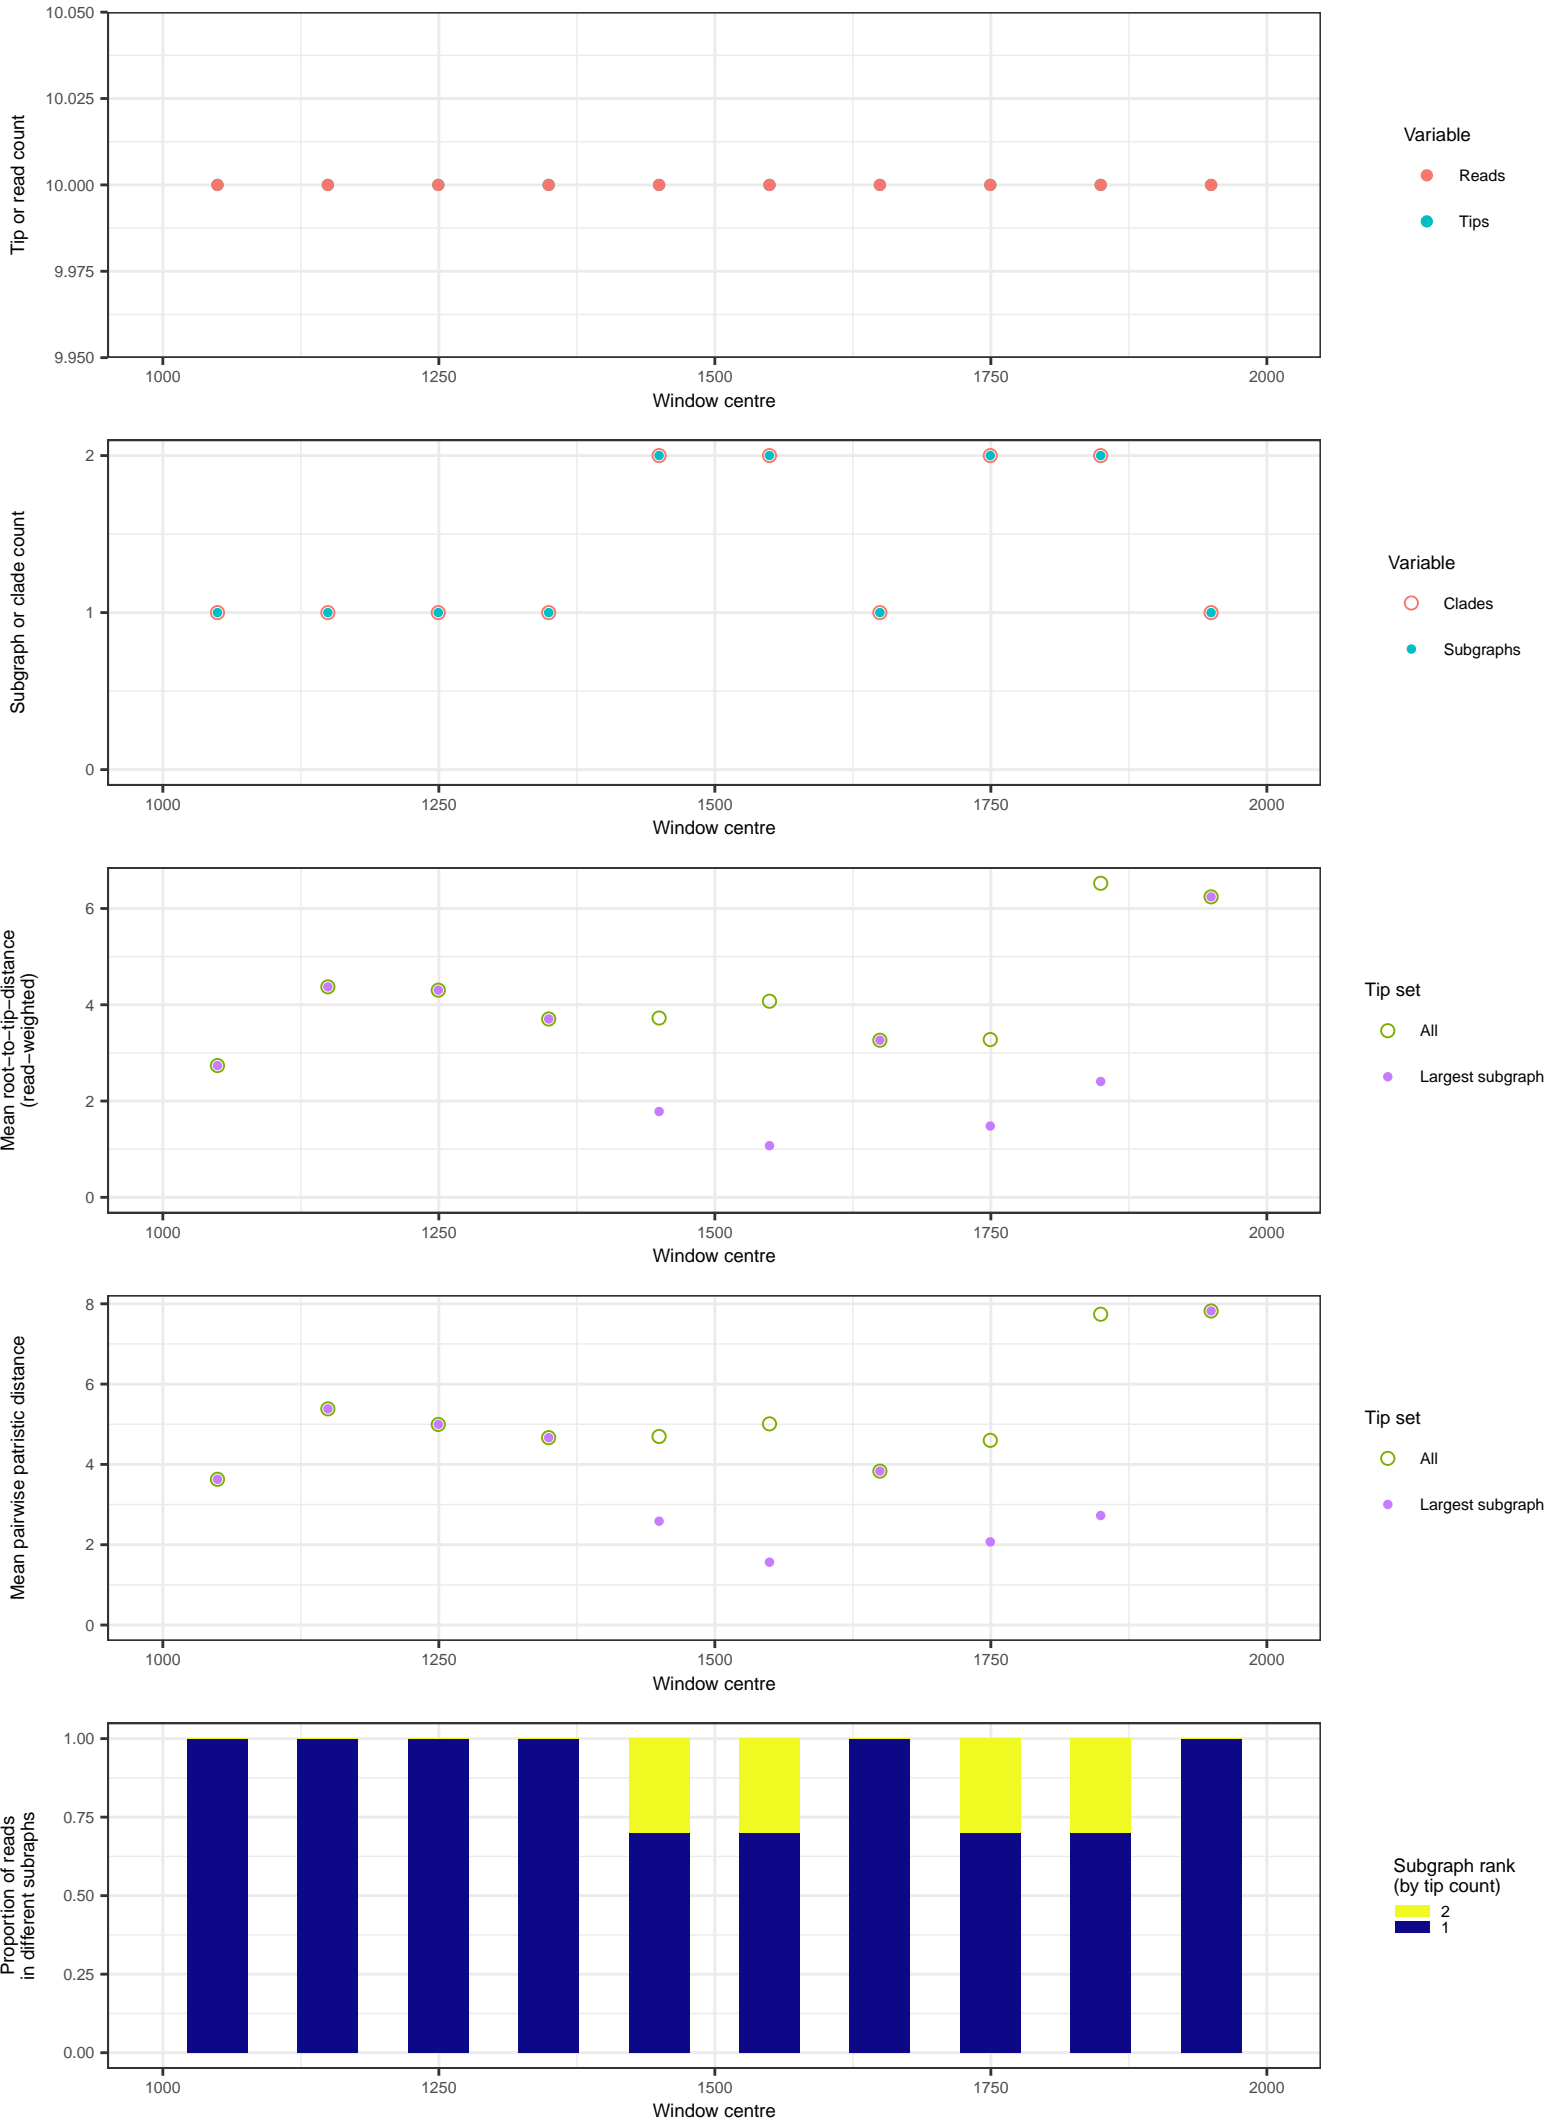 10.050
10.025
10.000
9.975
9.950
Tip or read count
1000 1250 1500 1750 2000
Window centre
Variable
Reads
Tips
2
1
0
Subgraph or clade count
1000 1250 1500 1750 2000
Window centre
Variable
Clades
Subgraphs
6
4
2
0
Mean root−to−tip−distance
(read−weighted)
1000 1250 1500 1750 2000
Window centre
Tip set
All
Largest subgraph
8
6
4
2
0
Mean pairwise patristic distance
1000 1250 1500 1750 2000
Window centre
Tip set
All
Largest subgraph
1.00
0.75
0.50
0.25
0.00
Proportion of reads
in different subraphs
1000 1250 1500 1750 2000
Window centre
Subgraph rank
(by tip count)
2
1